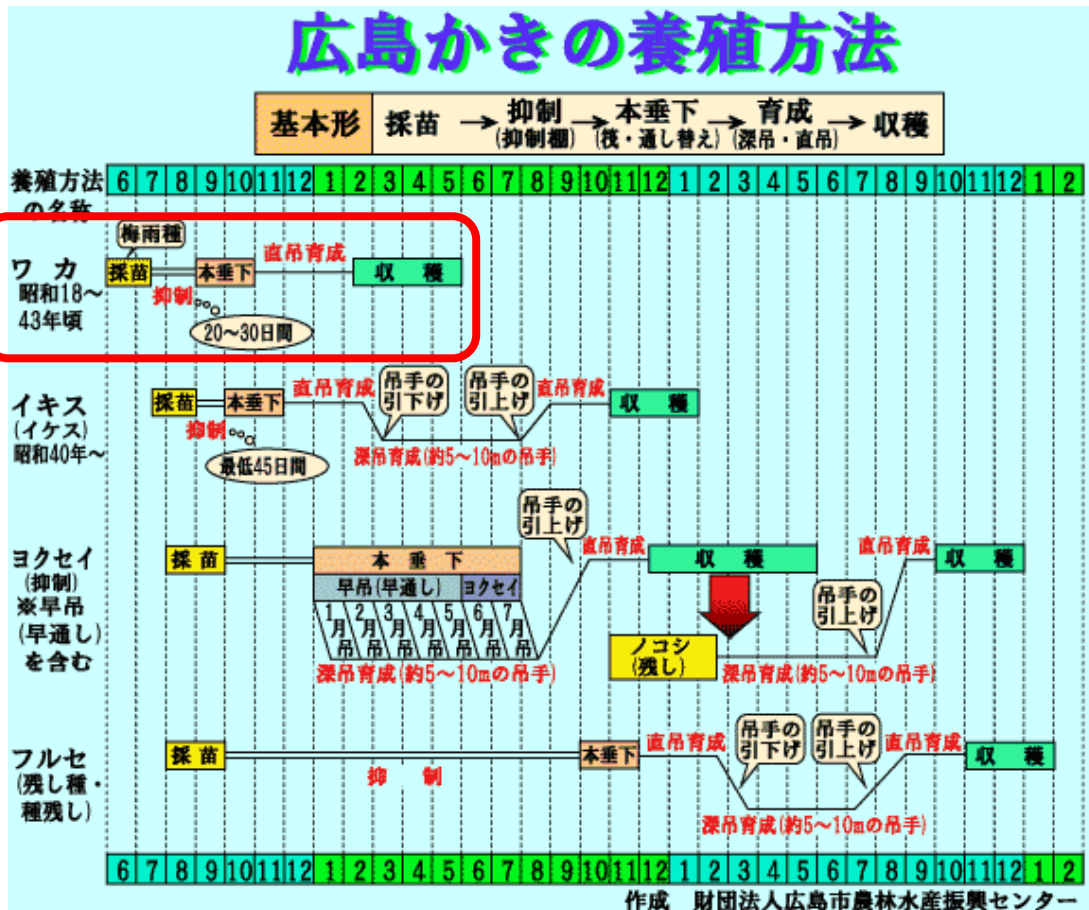 広島かきの養殖方法
基本形 採苗 → 抑制(抑制棚) → 本垂下(筏・通し替え) → 育成(深吊・直吊) → 収穫
養殖方法の名称
6 7 8 9 10 11 12 1 2 3 4 5 6 7 8 9 10 11 12 1 2 3 4 5 6 7 8 9 10 11 12 1 2
ワカ
昭和18〜
43年頃
梅雨種
採苗
抑制
本垂下
20〜30日間
直吊育成
収穫
イキス
(イケス)
昭和40年〜
採苗
抑制
本垂下
最低45日間
直吊育成
吊手の
引下げ
深吊育成(約5〜10mの吊手)
吊手の
引上げ
直吊育成
収穫
ヨクセイ
(抑制)
※早吊
(早通し)
を含む
採苗
本垂下
早吊(早通し) ヨクセイ
1月吊 2月吊 3月吊 4月吊 5月吊 6月吊 7月吊
深吊育成(約5〜10mの吊手)
吊手の
引上げ
直吊育成
収穫
ノコシ
(残し)
深吊育成(約5〜10mの吊手)
吊手の
引上げ
直吊育成
収穫
フルセ
(残し種・
種残し)
採苗
抑制
本垂下
直吊育成
吊手の
引下げ
深吊育成(約5〜10mの吊手)
吊手の
引上げ
直吊育成
収穫
6 7 8 9 10 11 12 1 2 3 4 5 6 7 8 9 10 11 12 1 2 3 4 5 6 7 8 9 10 11 12 1 2
作成 財団法人広島市農林水産振興センター